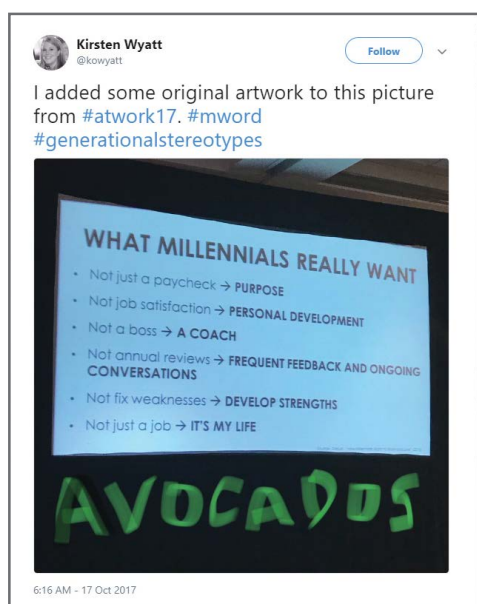 Kirsten Wyatt
@kowyatt
Follow
I added some original artwork to this picture
from #atwork17. #mword
#generationalstereotypes
WHAT MILLENNIALS REALLY WANT
• Not just a paycheck → PURPOSE
• Not job satisfaction → PERSONAL DEVELOPMENT
• Not a boss → A COACH
• Not annual reviews → FREQUENT FEEDBACK AND ONGOING
CONVERSATIONS
• Not fix weaknesses → DEVELOP STRENGTHS
• Not just a job → IT'S MY LIFE
AVOCADOS
6:16 AM - 17 Oct 2017